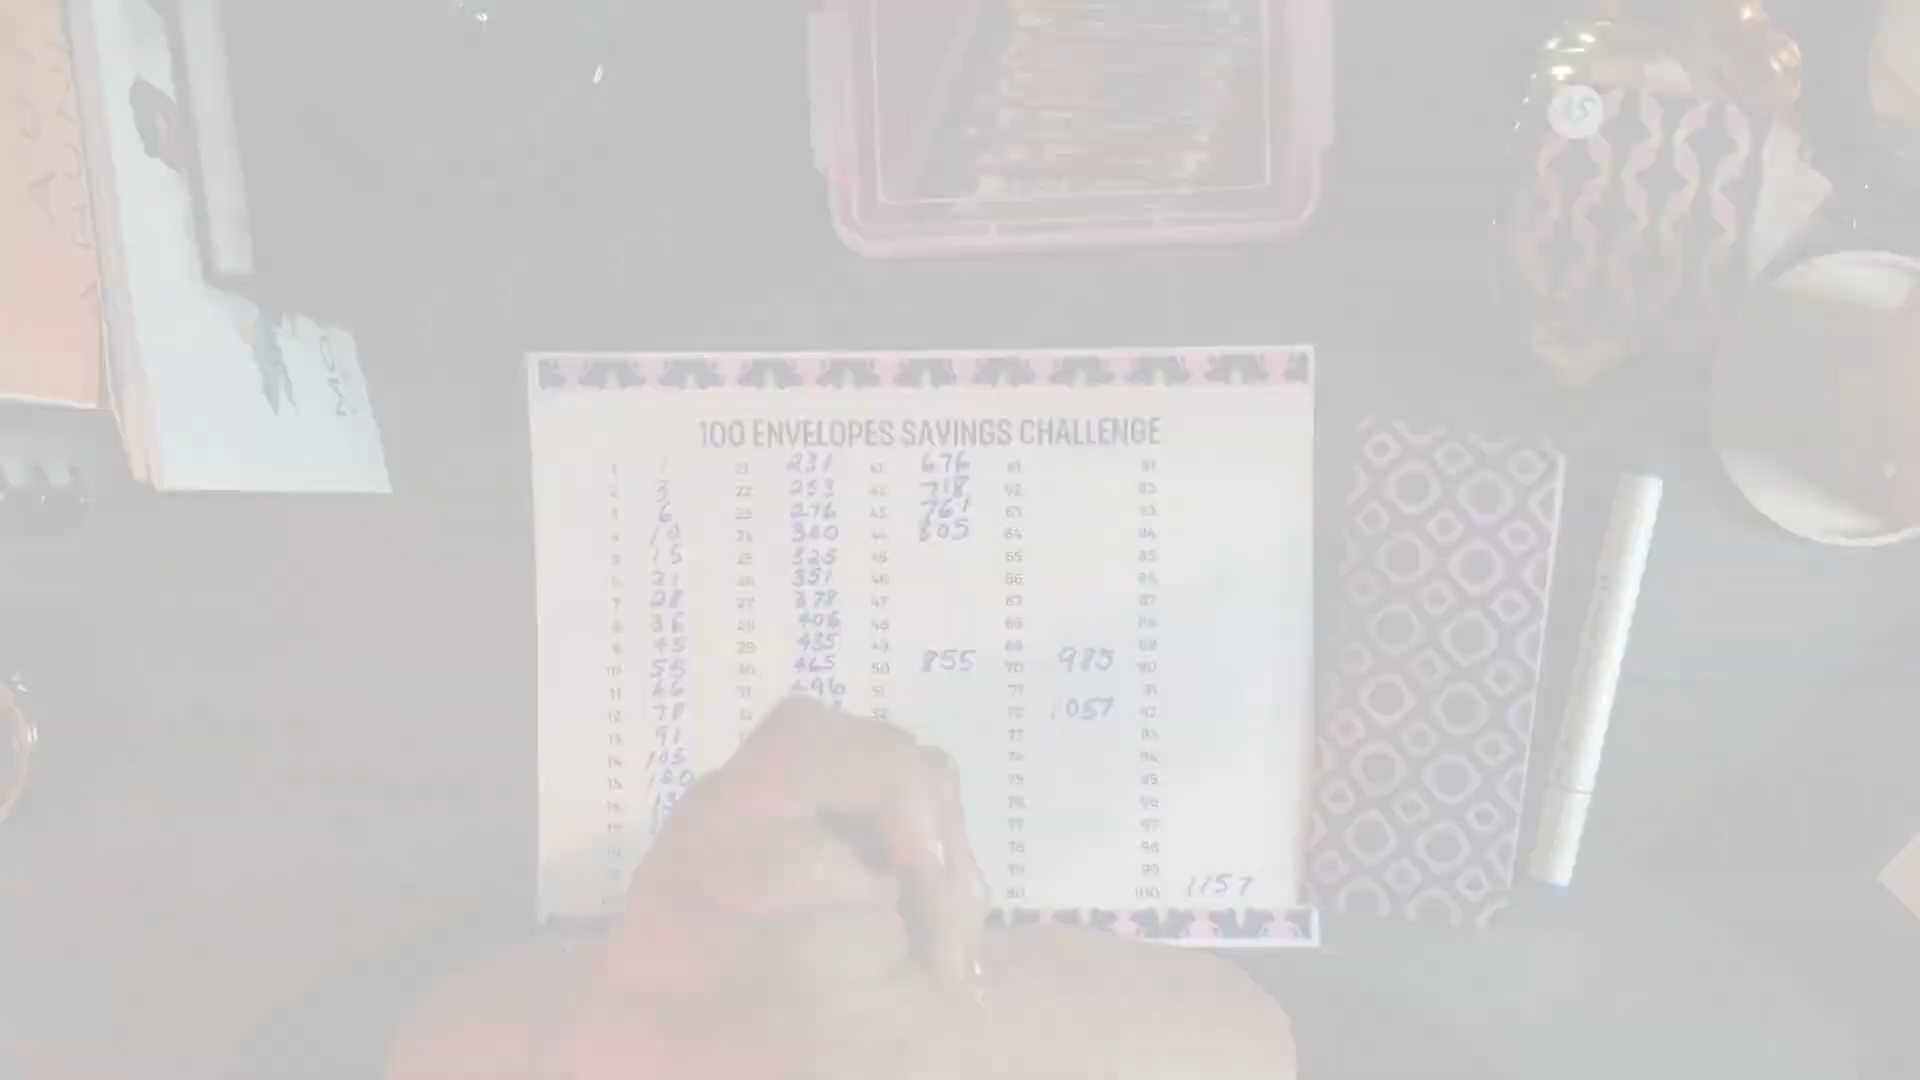 100 ENVELOPES SAVINGS CHALLENGE
1 1 21 231 41 676 61 81
2 3 22 253 42 718 62 82
3 6 23 276 43 761 63 83
4 10 24 300 44 805 64 84
5 15 25 325 45 65 85
6 21 26 351 46 66 86
7 28 27 378 47 67 87
8 36 28 406 48 68 88
9 45 29 435 49 69 89
10 55 30 465 50 855 70 985 90
11 66 31 496 51 71 91
12 78 32 52 72 1057 92
13 91 73 93
14 105 74 94
15 120 75 95
16 76 96
17 77 97
78 98
79 99
80 100 1157